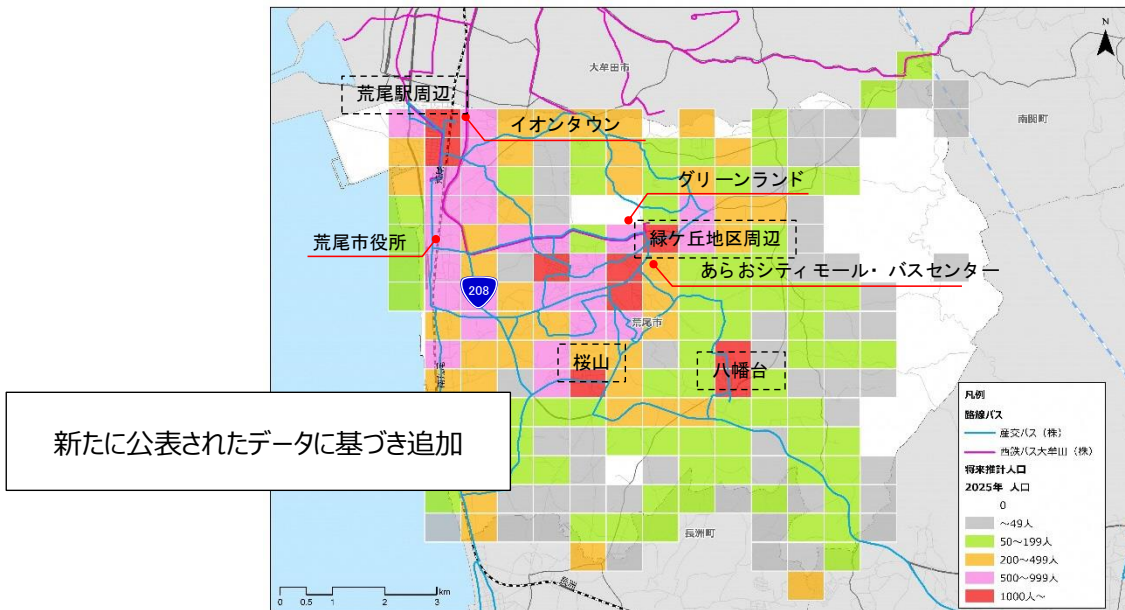 N
大牟田市
荒尾駅周辺
南関町
イオンタウン
グリーンランド
荒尾市役所
緑ケ丘地区周辺
あらおシティモール・バスセンター
208
荒尾市
桜山
八幡台
新たに公表されたデータに基づき追加
長洲町
長洲
凡例
路線バス
産交バス（株）
西鉄バス大牟田（株）
将来推計人口
2025年 人口
0
～49人
50～199人
200～499人
500～999人
1000人～
0 0.5 1 2 3 km